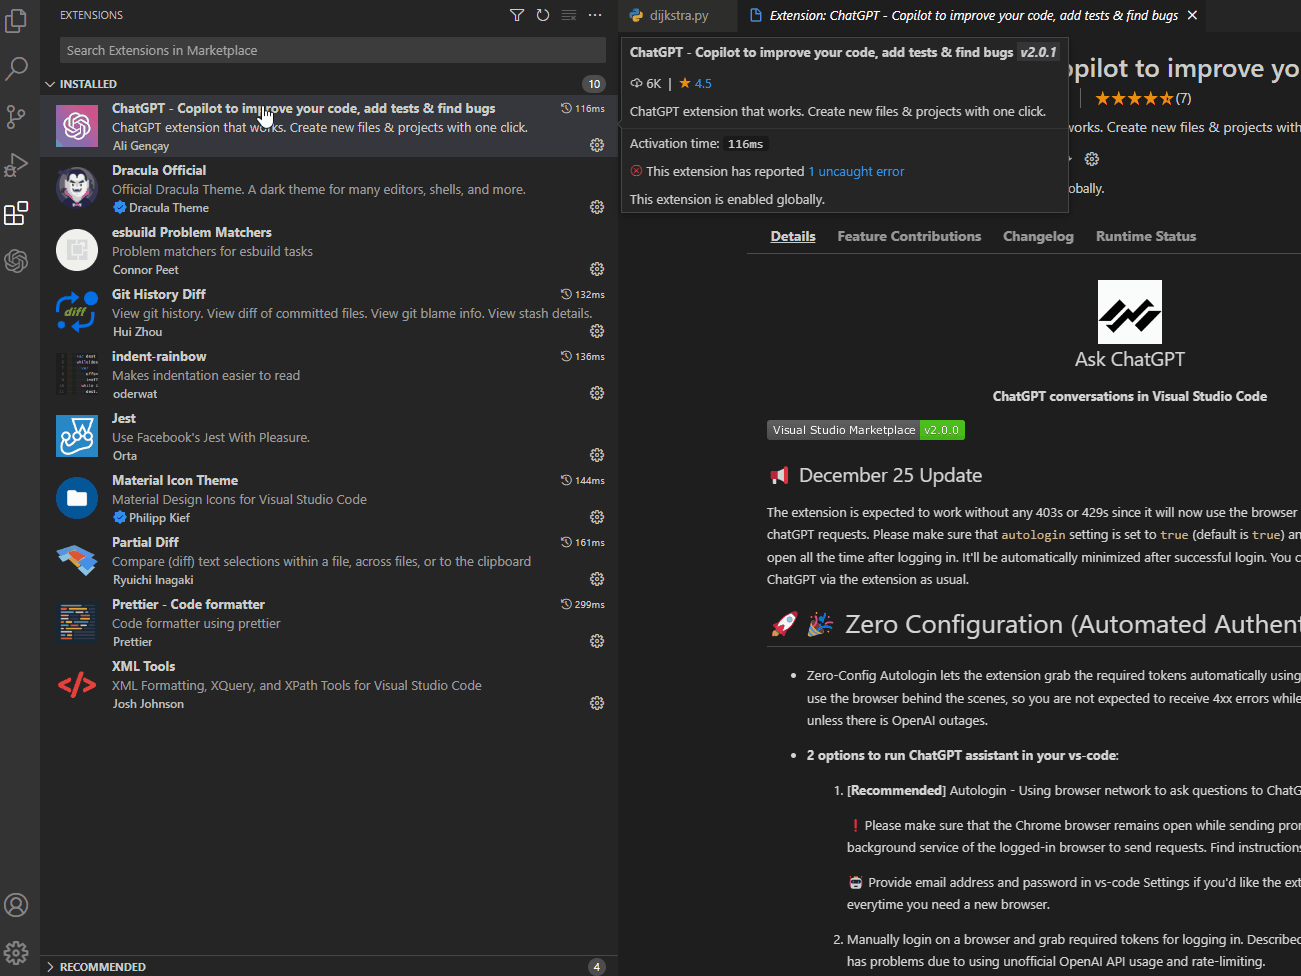 EXTENSIONS
Search Extensions in Marketplace
INSTALLED
10
ChatGPT - Copilot to improve your code, add tests & find bugs
116ms
ChatGPT extension that works. Create new files & projects with one click.
Ali Gençay
Dracula Official
Official Dracula Theme. A dark theme for many editors, shells, and more.
Dracula Theme
esbuild Problem Matchers
Problem matchers for esbuild tasks
Connor Peet
Git History Diff
132ms
View git history. View diff of committed files. View git blame info. View stash details.
diff
Hui Zhou
indent-rainbow
136ms
Makes indentation easier to read
oderwat
Jest
Use Facebook's Jest With Pleasure.
Orta
Material Icon Theme
144ms
Material Design Icons for Visual Studio Code
Philipp Kief
Partial Diff
161ms
Compare (diff) text selections within a file, across files, or to the clipboard
Ryuichi Inagaki
Prettier - Code formatter
299ms
Code formatter using prettier
Prettier
XML Tools
XML Formatting, XQuery, and XPath Tools for Visual Studio Code
Josh Johnson
RECOMMENDED
4
dijkstra.py
Extension: ChatGPT - Copilot to improve your code, add tests & find bugs
ChatGPT - Copilot to improve your code, add tests & find bugs v2.0.1
6K | 4.5
ChatGPT extension that works. Create new files & projects with one click.
Activation time: 116ms
This extension has reported 1 uncaught error
This extension is enabled globally.
opilot to improve yo
(7)
works. Create new files & projects with
obally.
Details
Feature Contributions
Changelog
Runtime Status
Ask ChatGPT
ChatGPT conversations in Visual Studio Code
Visual Studio Marketplace v2.0.0
December 25 Update
The extension is expected to work without any 403s or 429s since it will now use the browser
chatGPT requests. Please make sure that autologin setting is set to true (default is true) an
open all the time after logging in. It'll be automatically minimized after successful login. You c
ChatGPT via the extension as usual.
Zero Configuration (Automated Authent
Zero-Config Autologin lets the extension grab the required tokens automatically using
use the browser behind the scenes, so you are not expected to receive 4xx errors while
unless there is OpenAI outages.
2 options to run ChatGPT assistant in your vs-code:
1. [Recommended] Autologin - Using browser network to ask questions to ChatG
Please make sure that the Chrome browser remains open while sending pror
background service of the logged-in browser to send requests. Find instructions
Provide email address and password in vs-code Settings if you'd like the ext
everytime you need a new browser.
2. Manually login on a browser and grab required tokens for logging in. Described
has problems due to using unofficial OpenAI API usage and rate-limiting.